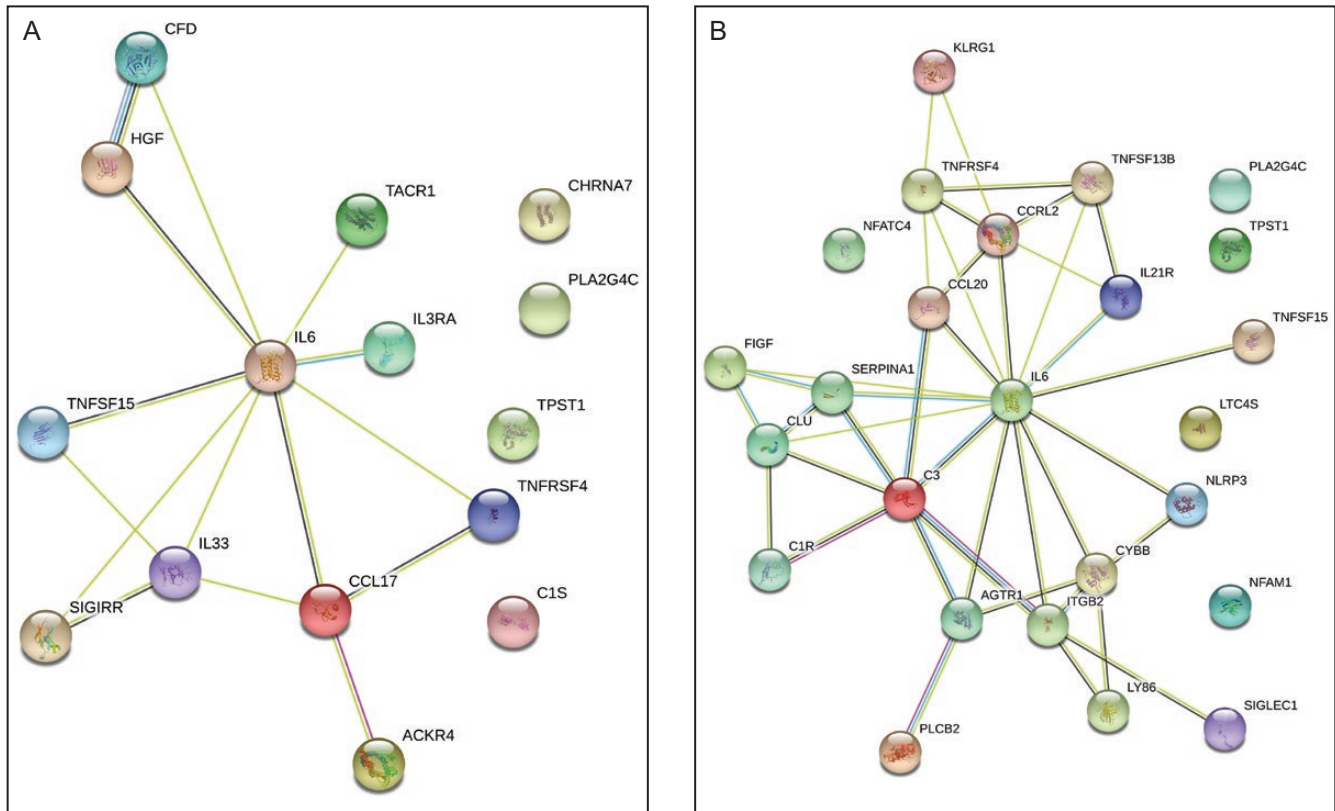 A
CFD
HGF
TACR1
CHRNA7
PLA2G4C
IL6
IL3RA
TNFSF15
TPST1
TNFRSF4
IL33
CCL17
C1S
SIGIRR
ACKR4
B
KLRG1
TNFRSF4
TNFSF13B
PLA2G4C
CCRL2
NFATC4
TPST1
IL21R
CCL20
TNFSF15
FIGF
SERPINA1
IL6
LTC4S
CLU
C3
NLRP3
C1R
CYBB
AGTR1
ITGB2
NFAM1
LY86
SIGLEC1
PLCB2